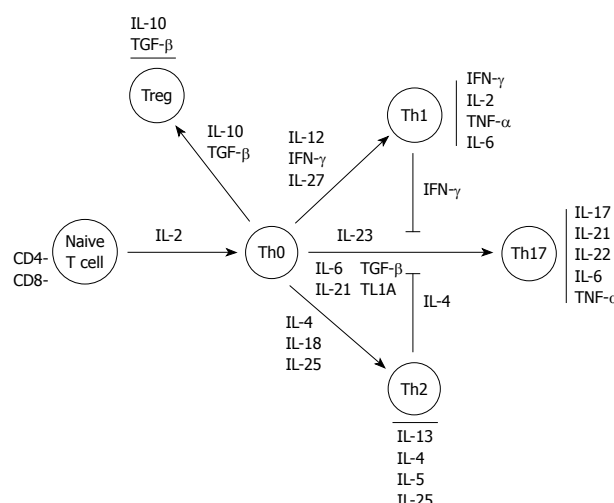 IL-10
TGF-β
Treg
IL-10
TGF-β
IL-12
IFN-γ
IL-27
Th1
IFN-γ
IL-2
TNF-α
IL-6
IFN-γ
CD4-
CD8-
Naive
T cell
IL-2
Th0
IL-23
IL-6 TGF-β
IL-21 TL1A
Th17
IL-17
IL-21
IL-22
IL-6
TNF-α
IL-4
IL-18
IL-25
IL-4
Th2
IL-13
IL-4
IL-5
IL-25